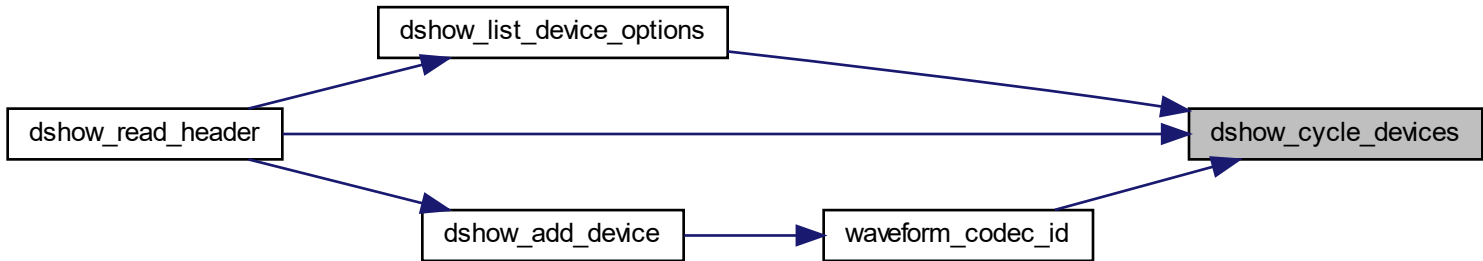 dshow_list_device_options
dshow_read_header
dshow_cycle_devices
dshow_add_device
waveform_codec_id